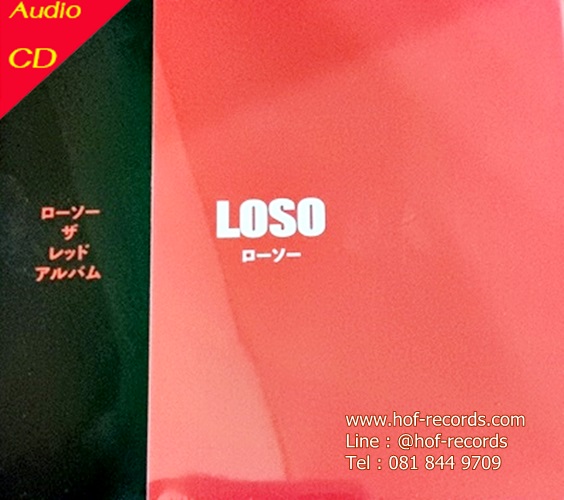 Audio
CD
ローソー
ザ
レッド
アルバム
LOSO
ローソー
www.hof-records.com
Line : @hof-records
Tel : 081 844 9709